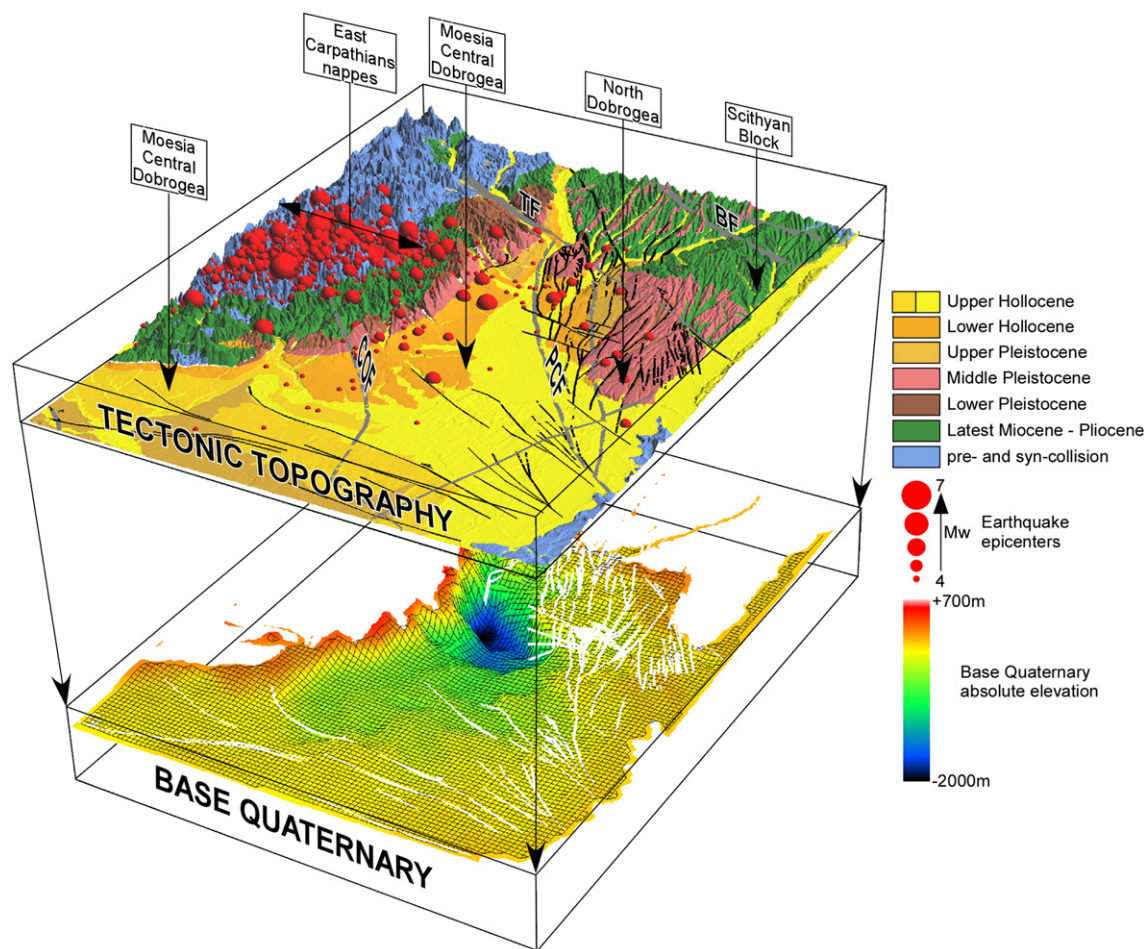 East
Carpathians
nappes
Moesia
Central
Dobrogea
North
Dobrogea
Scithyan
Block
Moesia
Central
Dobrogea
TF
BF
COF
PCF
TECTONIC TOPOGRAPHY
BASE QUATERNARY
Upper Hollocene
Lower Hollocene
Upper Pleistocene
Middle Pleistocene
Lower Pleistocene
Latest Miocene - Pliocene
pre- and syn-collision
7
Mw
Earthquake
epicenters
4
+700m
Base Quaternary
absolute elevation
-2000m